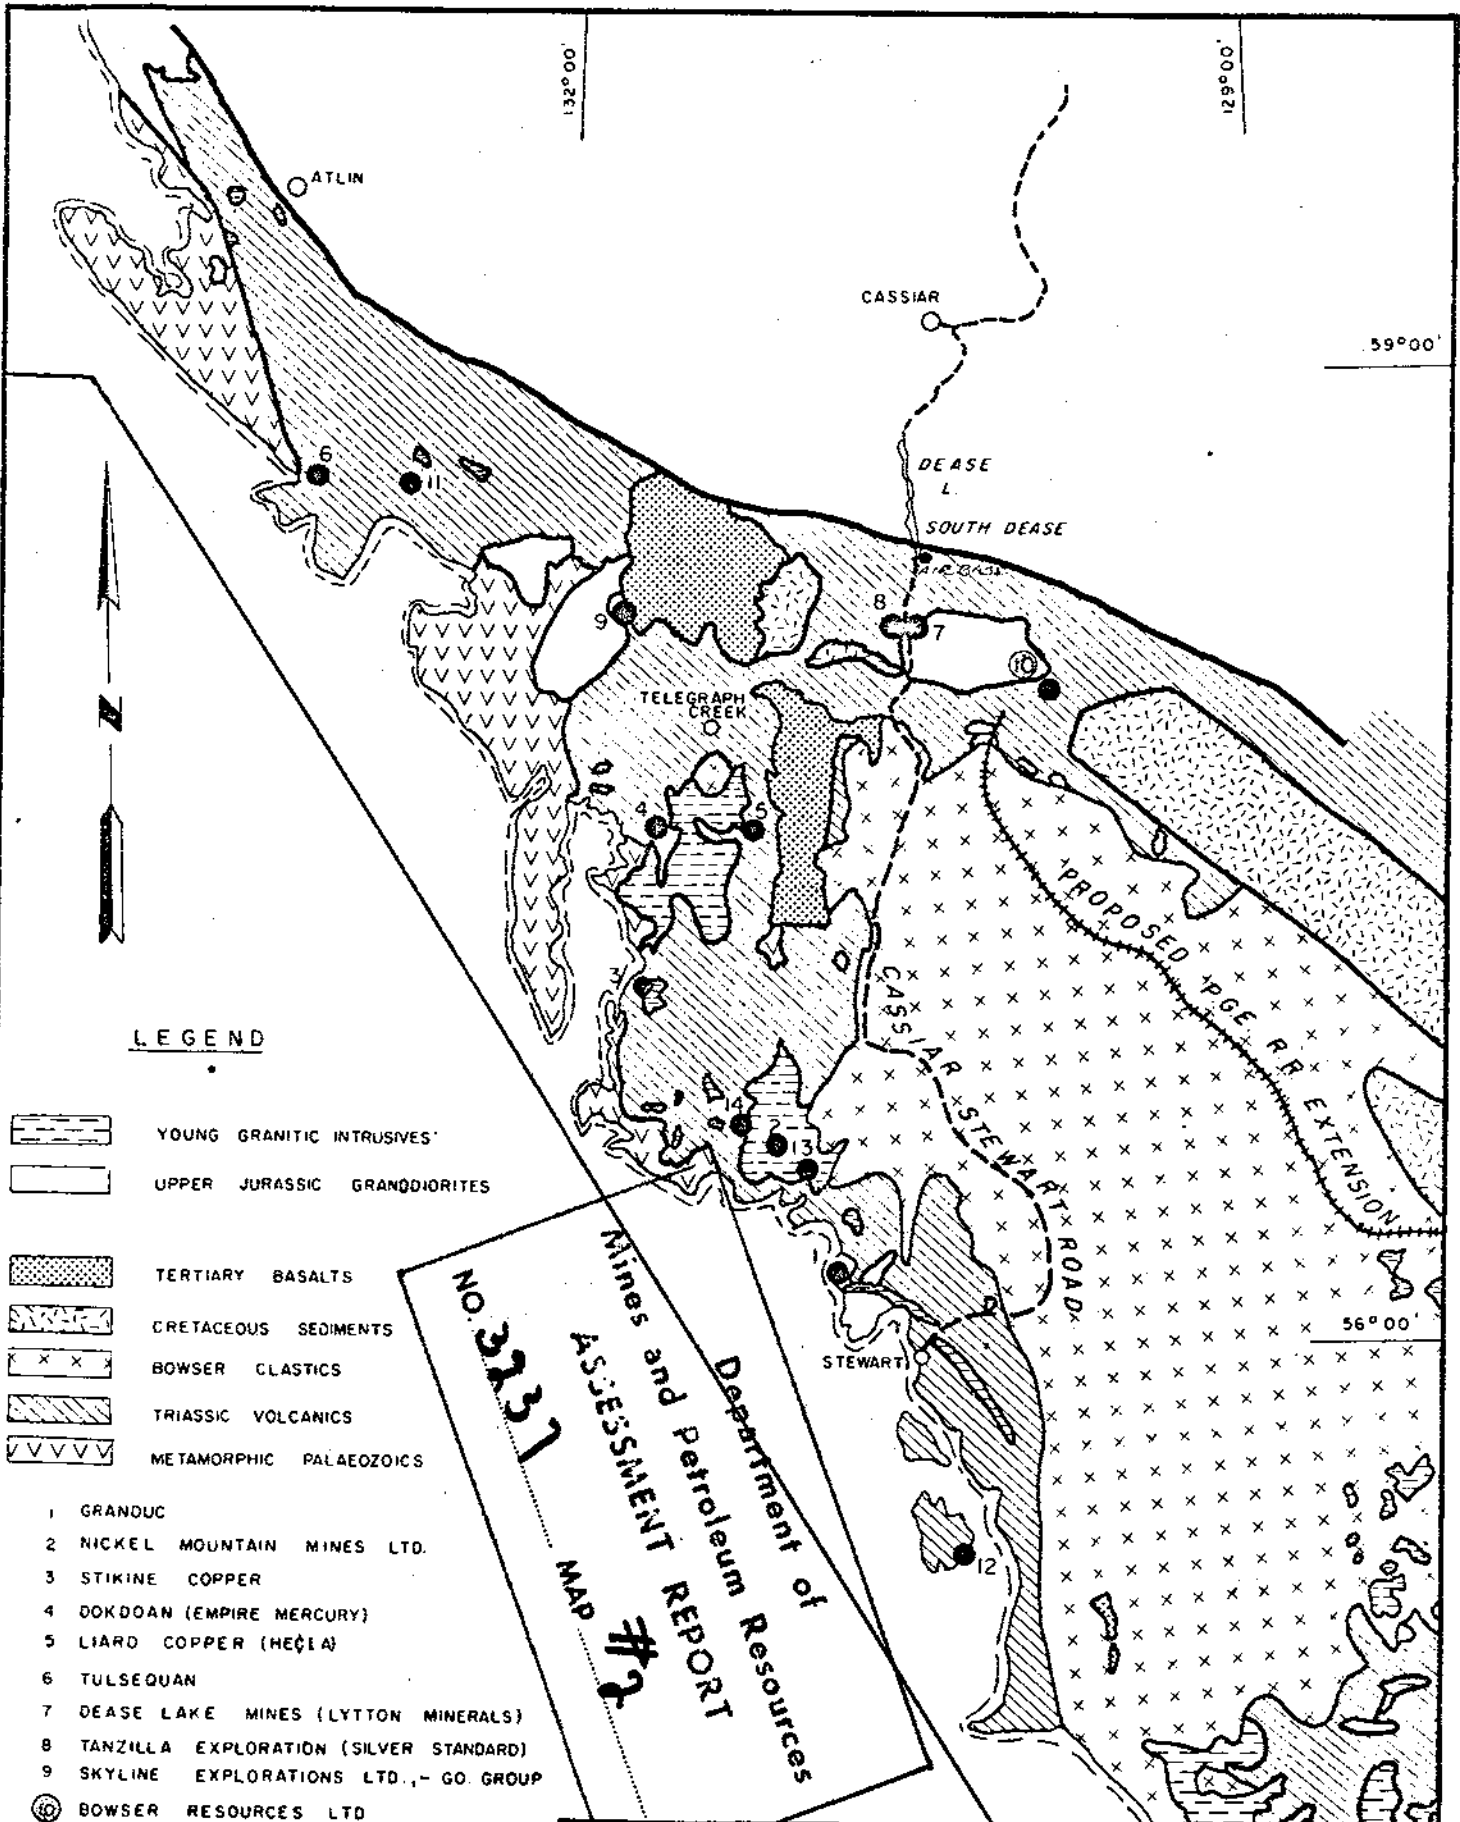 132°00'
129°00'
ATLIN
CASSIAR
59°00'
6
11
DEASE
L.
SOUTH DEASE
AIR BASE
8
7
9
10
TELEGRAPH
CREEK
N
4
5
PROPOSED PGE RR EXTENSION
3
CASSIAR STEWART ROAD
14
2
13
56°00'
STEWART
12
LEGEND
YOUNG GRANITIC INTRUSIVES
UPPER JURASSIC GRANODIORITES
TERTIARY BASALTS
CRETACEOUS SEDIMENTS
BOWSER CLASTICS
TRIASSIC VOLCANICS
METAMORPHIC PALAEOZOICS
1 GRANDUC
2 NICKEL MOUNTAIN MINES LTD.
3 STIKINE COPPER
4 DOKDOAN (EMPIRE MERCURY)
5 LIARD COPPER (HECLA)
6 TULSEQUAN
7 DEASE LAKE MINES (LYTTON MINERALS)
8 TANZILLA EXPLORATION (SILVER STANDARD)
9 SKYLINE EXPLORATIONS LTD.,- GO. GROUP
10 BOWSER RESOURCES LTD
Department of
Mines and Petroleum Resources
ASSESSMENT REPORT
NO. 3237 MAP #2